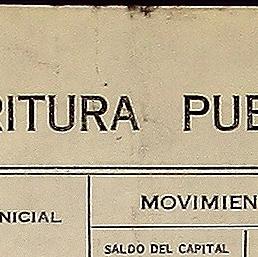 RITURA PUB
MOVIMIEN
NICIAL
SALDO DEL CAPITAL